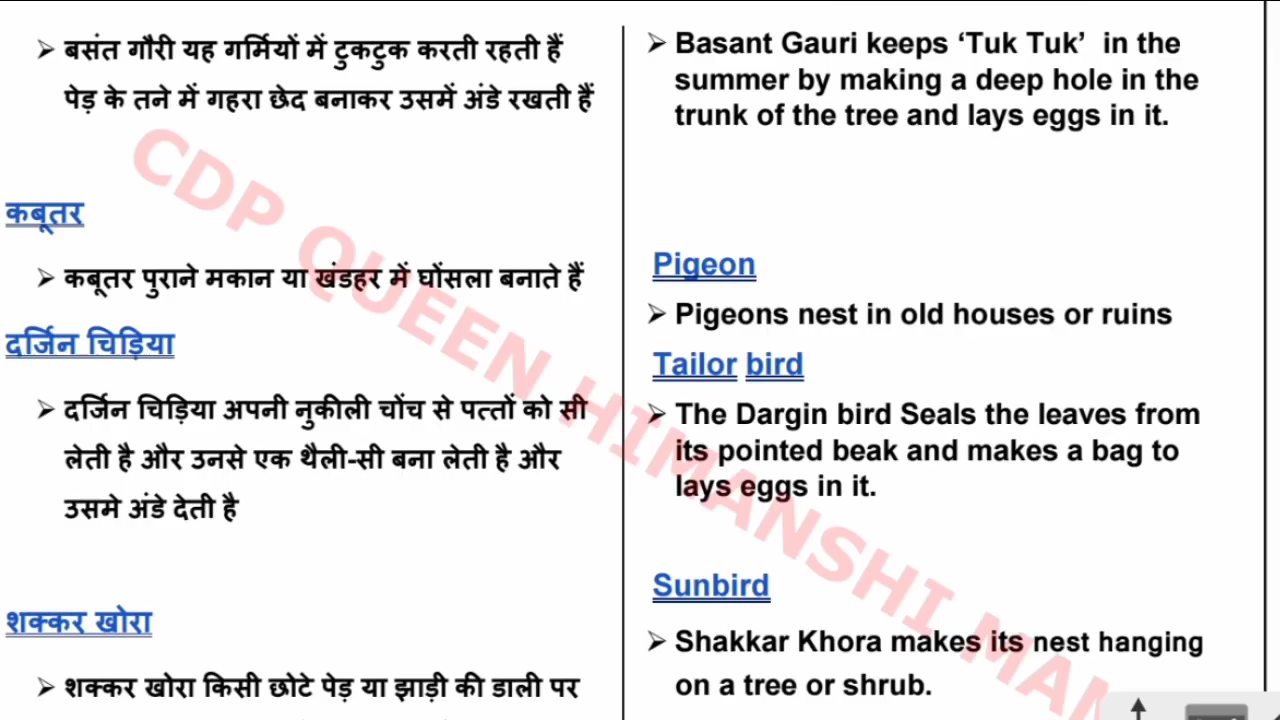 ➢ बसंत गौरी यह गर्मियों में टुकटुक करती रहती हैं
पेड़ के तने में गहरा छेद बनाकर उसमें अंडे रखती हैं
कबूतर
➢ कबूतर पुराने मकान या खंडहर में घोंसला बनाते हैं
दर्जिन चिड़िया
➢ दर्जिन चिड़िया अपनी नुकीली चोंच से पत्तों को सी
लेती है और उनसे एक थैली-सी बना लेती है और
उसमे अंडे देती है
शक्कर खोरा
➢ शक्कर खोरा किसी छोटे पेड़ या झाड़ी की डाली पर
➢ Basant Gauri keeps ‘Tuk Tuk’ in the
summer by making a deep hole in the
trunk of the tree and lays eggs in it.
Pigeon
➢ Pigeons nest in old houses or ruins
Tailor bird
➢ The Dargin bird Seals the leaves from
its pointed beak and makes a bag to
lays eggs in it.
Sunbird
➢ Shakkar Khora makes its nest hanging
on a tree or shrub.
CDP QUEEN HIMANSHI MAM